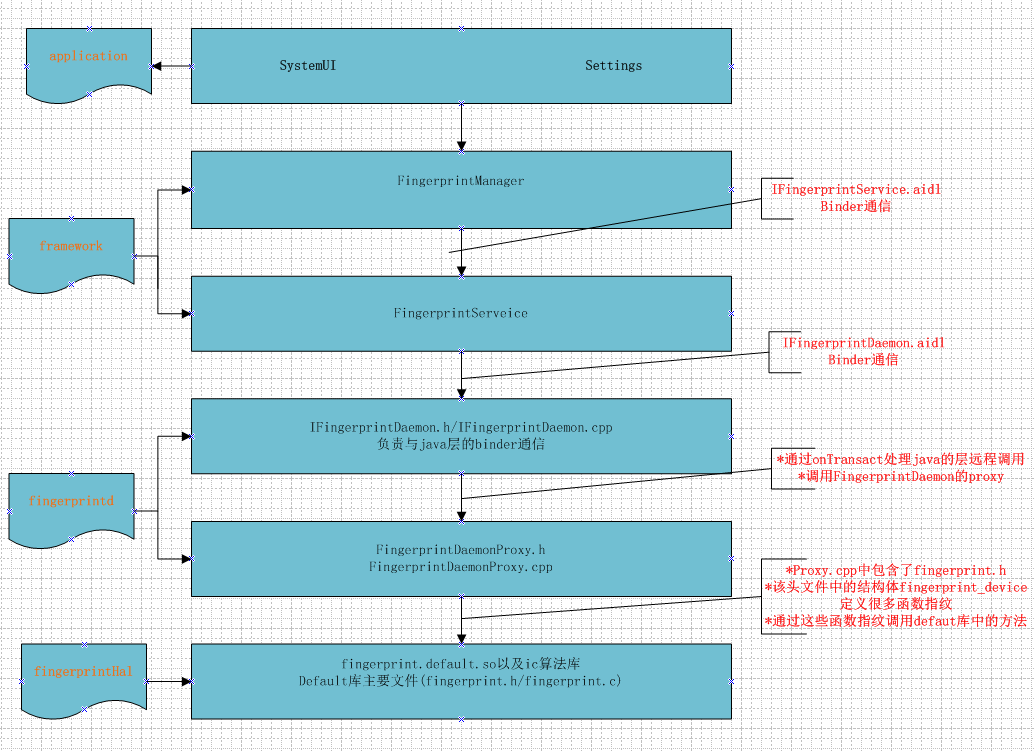 application
SystemUI
Settings
FingerprintManager
IFingerprintService.aidl
Binder通信
framework
FingerprintServeice
IFingerprintDaemon.aidl
Binder通信
IFingerprintDaemon.h/IFingerprintDaemon.cpp
负责与java层的binder通信
*通过onTransact处理java的层远程调用
*调用FingerprintDaemon的proxy
fingerprintd
FingerprintDaemonProxy.h
FingerprintDaemonProxy.cpp
*Proxy.cpp中包含了fingerprint.h
*该头文件中的结构体fingerprint_device
定义很多函数指纹
*通过这些函数指纹调用defaut库中的方法
fingerprintHal
fingerprint.default.so以及ic算法库
Default库主要文件(fingerprint.h/fingerprint.c)